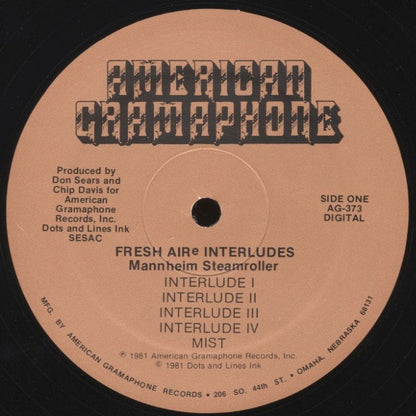 AMERICAN
GRAMAPHONE
Produced by
Don Sears and
Chip Davis for
American
Gramaphone
Records, Inc.
Dots and Lines Ink
SESAC
SIDE ONE
AG-373
DIGITAL
FRESH AIRe INTERLUDES
Mannheim Steamroller
INTERLUDE I
INTERLUDE II
INTERLUDE III
INTERLUDE IV
MIST
℗ 1981 American Gramaphone Records, Inc.
© 1981 Dots and Lines Ink
MFG. BY AMERICAN GRAMAPHONE RECORDS • 206 SO. 44th ST. • OMAHA, NEBRASKA 68131